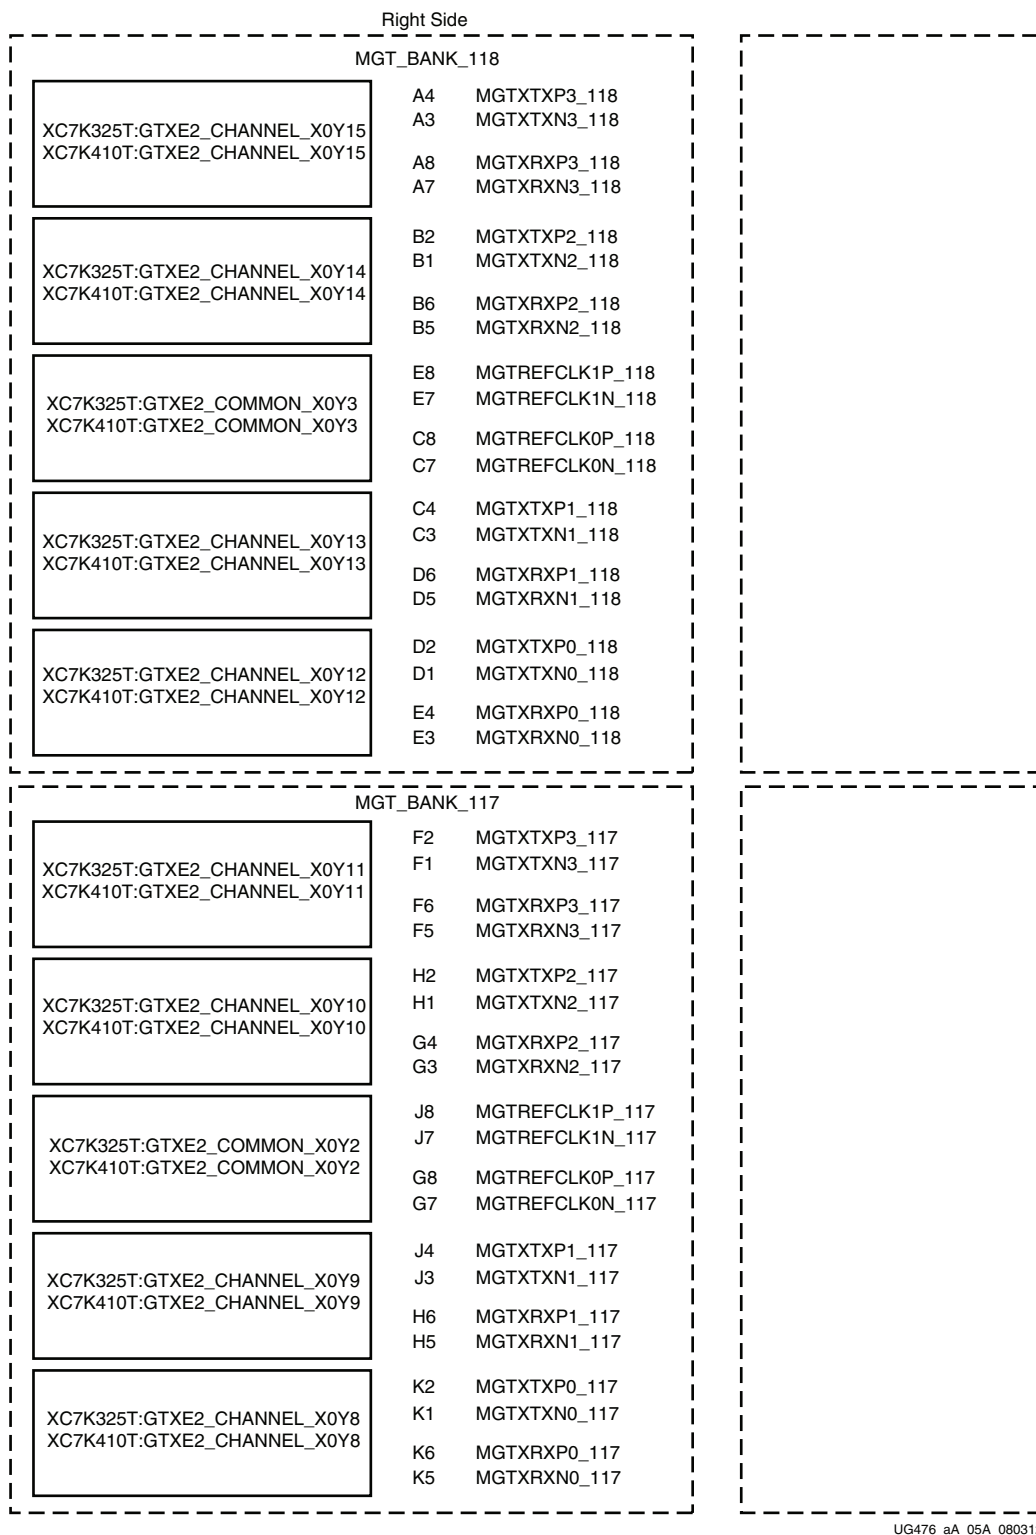 Right Side
MGT_BANK_118
XC7K325T:GTXE2_CHANNEL_X0Y15
XC7K410T:GTXE2_CHANNEL_X0Y15
A4 MGTXTXP3_118
A3 MGTXTXN3_118
A8 MGTXRXP3_118
A7 MGTXRXN3_118
XC7K325T:GTXE2_CHANNEL_X0Y14
XC7K410T:GTXE2_CHANNEL_X0Y14
B2 MGTXTXP2_118
B1 MGTXTXN2_118
B6 MGTXRXP2_118
B5 MGTXRXN2_118
XC7K325T:GTXE2_COMMON_X0Y3
XC7K410T:GTXE2_COMMON_X0Y3
E8 MGTREFCLK1P_118
E7 MGTREFCLK1N_118
C8 MGTREFCLK0P_118
C7 MGTREFCLK0N_118
XC7K325T:GTXE2_CHANNEL_X0Y13
XC7K410T:GTXE2_CHANNEL_X0Y13
C4 MGTXTXP1_118
C3 MGTXTXN1_118
D6 MGTXRXP1_118
D5 MGTXRXN1_118
XC7K325T:GTXE2_CHANNEL_X0Y12
XC7K410T:GTXE2_CHANNEL_X0Y12
D2 MGTXTXP0_118
D1 MGTXTXN0_118
E4 MGTXRXP0_118
E3 MGTXRXN0_118
MGT_BANK_117
XC7K325T:GTXE2_CHANNEL_X0Y11
XC7K410T:GTXE2_CHANNEL_X0Y11
F2 MGTXTXP3_117
F1 MGTXTXN3_117
F6 MGTXRXP3_117
F5 MGTXRXN3_117
XC7K325T:GTXE2_CHANNEL_X0Y10
XC7K410T:GTXE2_CHANNEL_X0Y10
H2 MGTXTXP2_117
H1 MGTXTXN2_117
G4 MGTXRXP2_117
G3 MGTXRXN2_117
XC7K325T:GTXE2_COMMON_X0Y2
XC7K410T:GTXE2_COMMON_X0Y2
J8 MGTREFCLK1P_117
J7 MGTREFCLK1N_117
G8 MGTREFCLK0P_117
G7 MGTREFCLK0N_117
XC7K325T:GTXE2_CHANNEL_X0Y9
XC7K410T:GTXE2_CHANNEL_X0Y9
J4 MGTXTXP1_117
J3 MGTXTXN1_117
H6 MGTXRXP1_117
H5 MGTXRXN1_117
XC7K325T:GTXE2_CHANNEL_X0Y8
XC7K410T:GTXE2_CHANNEL_X0Y8
K2 MGTXTXP0_117
K1 MGTXTXN0_117
K6 MGTXRXP0_117
K5 MGTXRXN0_117
UG476_aA_05A_08031